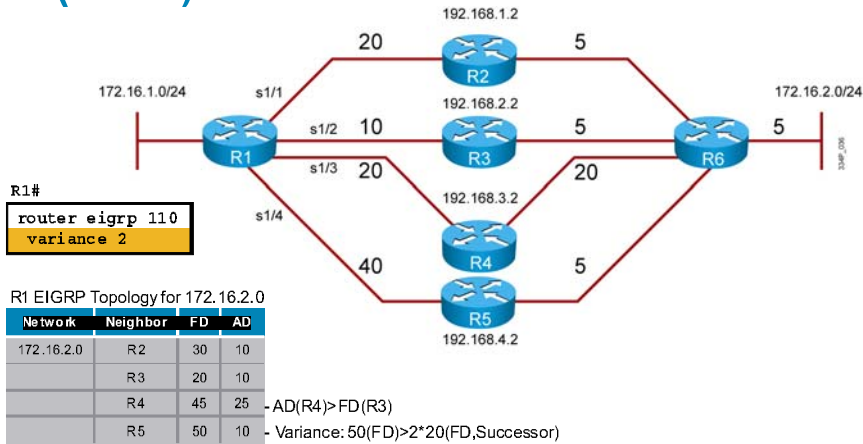 192.168.1.2
20
5
R2
172.16.1.0/24
s1/1
172.16.2.0/24
192.168.2.2
s1/2
10
5
5
R1
R3
R6
s1/3
20
20
192.168.3.2
R4
s1/4
40
5
R5
192.168.4.2
R1#
router eigrp 110
variance 2
R1 EIGRP Topology for 172.16.2.0
Network Neighbor FD AD
172.16.2.0 R2 30 10
R3 20 10
R4 45 25 - AD(R4)>FD(R3)
R5 50 10 - Variance: 50(FD)>2*20(FD,Successor)